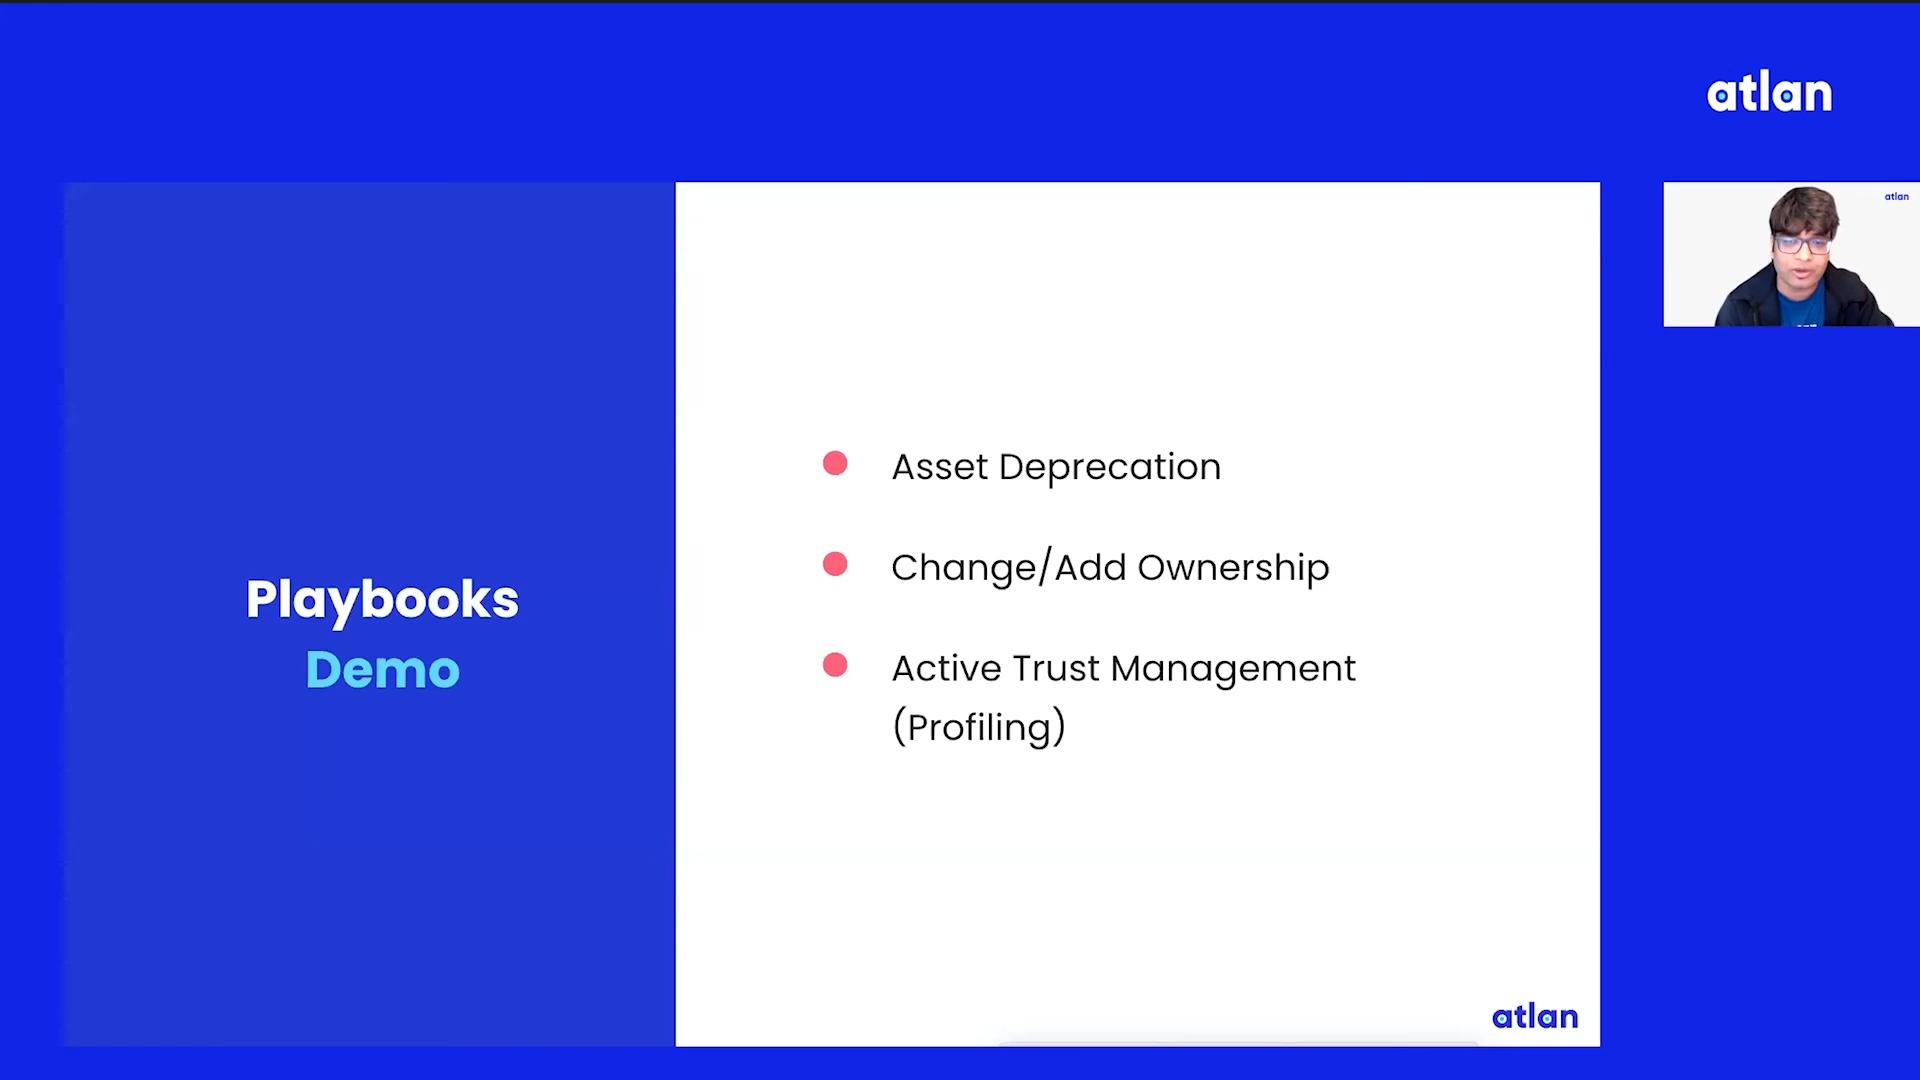 atlan
atlan
Playbooks
Demo
Asset Deprecation
Change/Add Ownership
Active Trust Management
(Profiling)
atlan